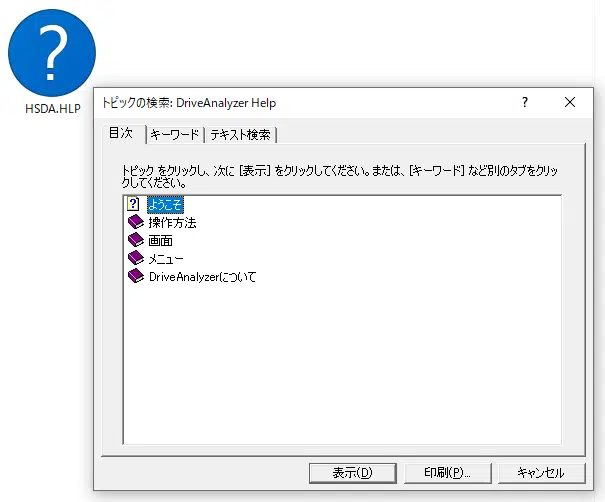 ?
HSDA.HLP
トピックの検索: DriveAnalyzer Help
?
目次
キーワード
テキスト検索
トピック をクリックし、次に [表示] をクリックしてください。または、[キーワード] など別のタブをクリッ
クしてください。
?
ようこそ
操作方法
画面
メニュー
DriveAnalyzerについて
表示(D)
印刷(P)...
キャンセル